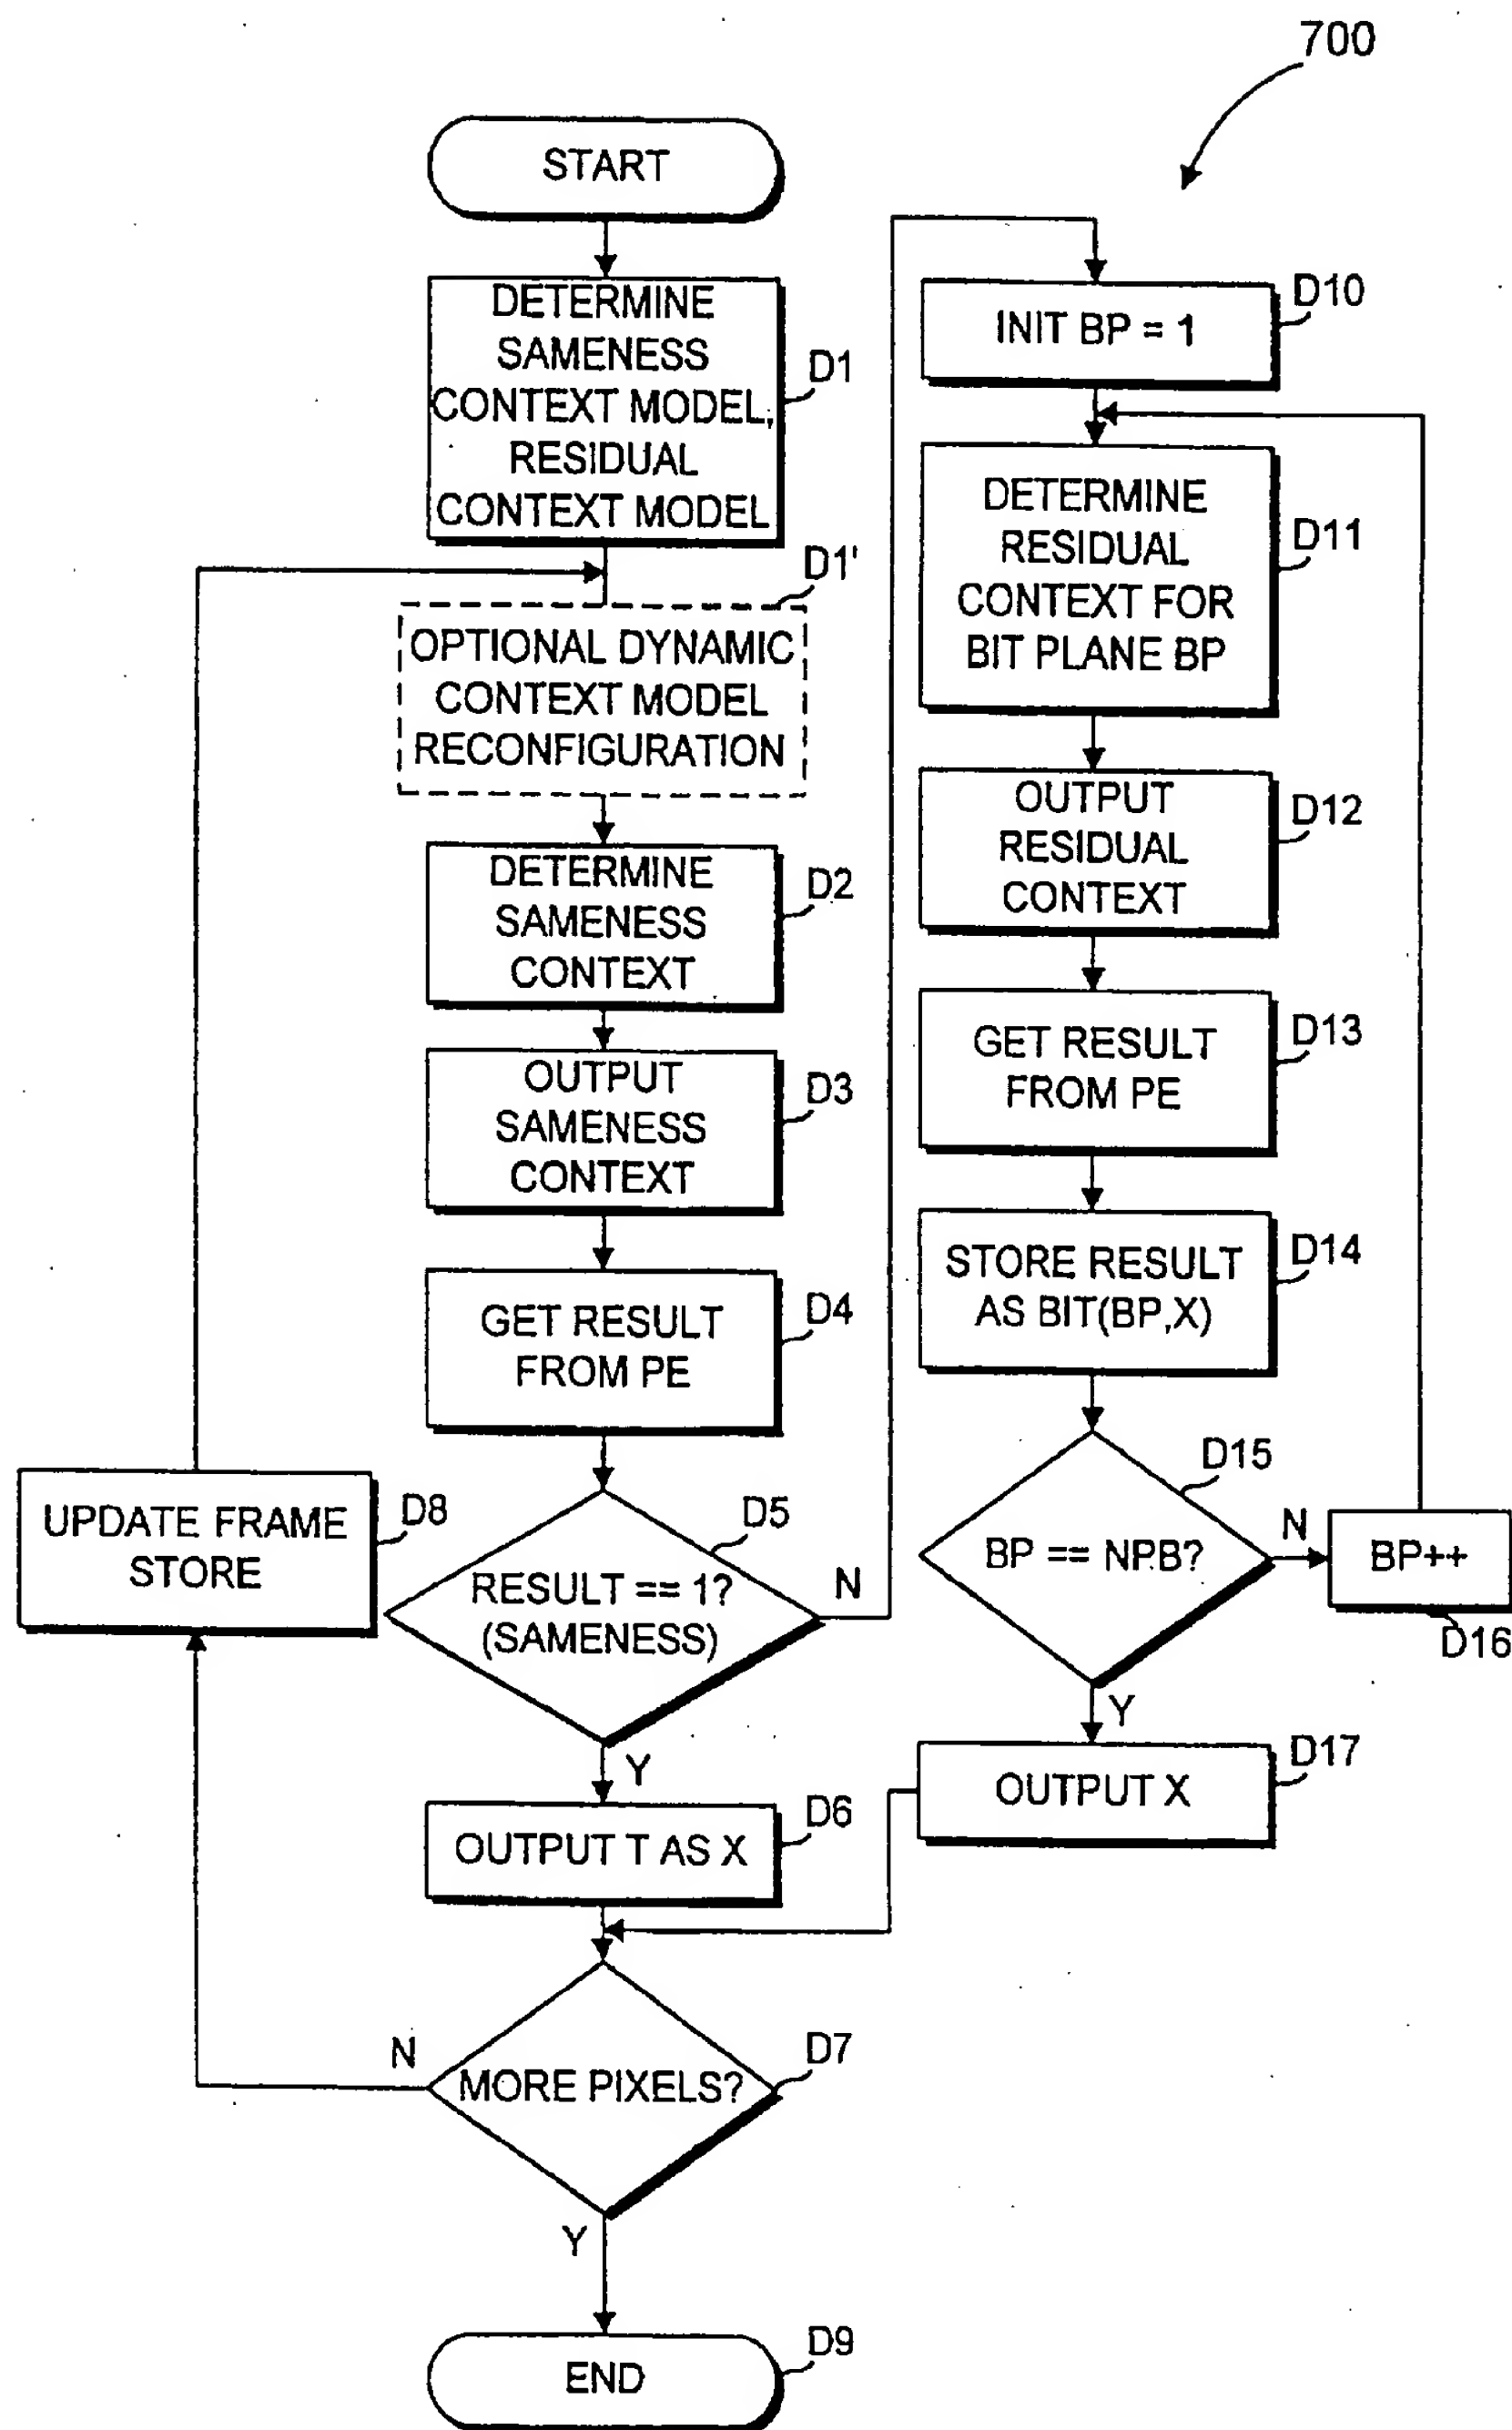 700
START
DETERMINE
SAMENESS
CONTEXT MODEL,
RESIDUAL
CONTEXT MODEL
D1
D1'
OPTIONAL DYNAMIC
CONTEXT MODEL
RECONFIGURATION
DETERMINE
SAMENESS
CONTEXT
D2
OUTPUT
SAMENESS
CONTEXT
D3
GET RESULT
FROM PE
D4
RESULT == 1?
(SAMENESS)
D5
N
Y
OUTPUT T AS X
D6
MORE PIXELS?
D7
N
Y
UPDATE FRAME
STORE
D8
END
D9
INIT BP = 1
D10
DETERMINE
RESIDUAL
CONTEXT FOR
BIT PLANE BP
D11
OUTPUT
RESIDUAL
CONTEXT
D12
GET RESULT
FROM PE
D13
STORE RESULT
AS BIT(BP,X)
D14
BP == NPB?
D15
N
BP++
D16
Y
OUTPUT X
D17